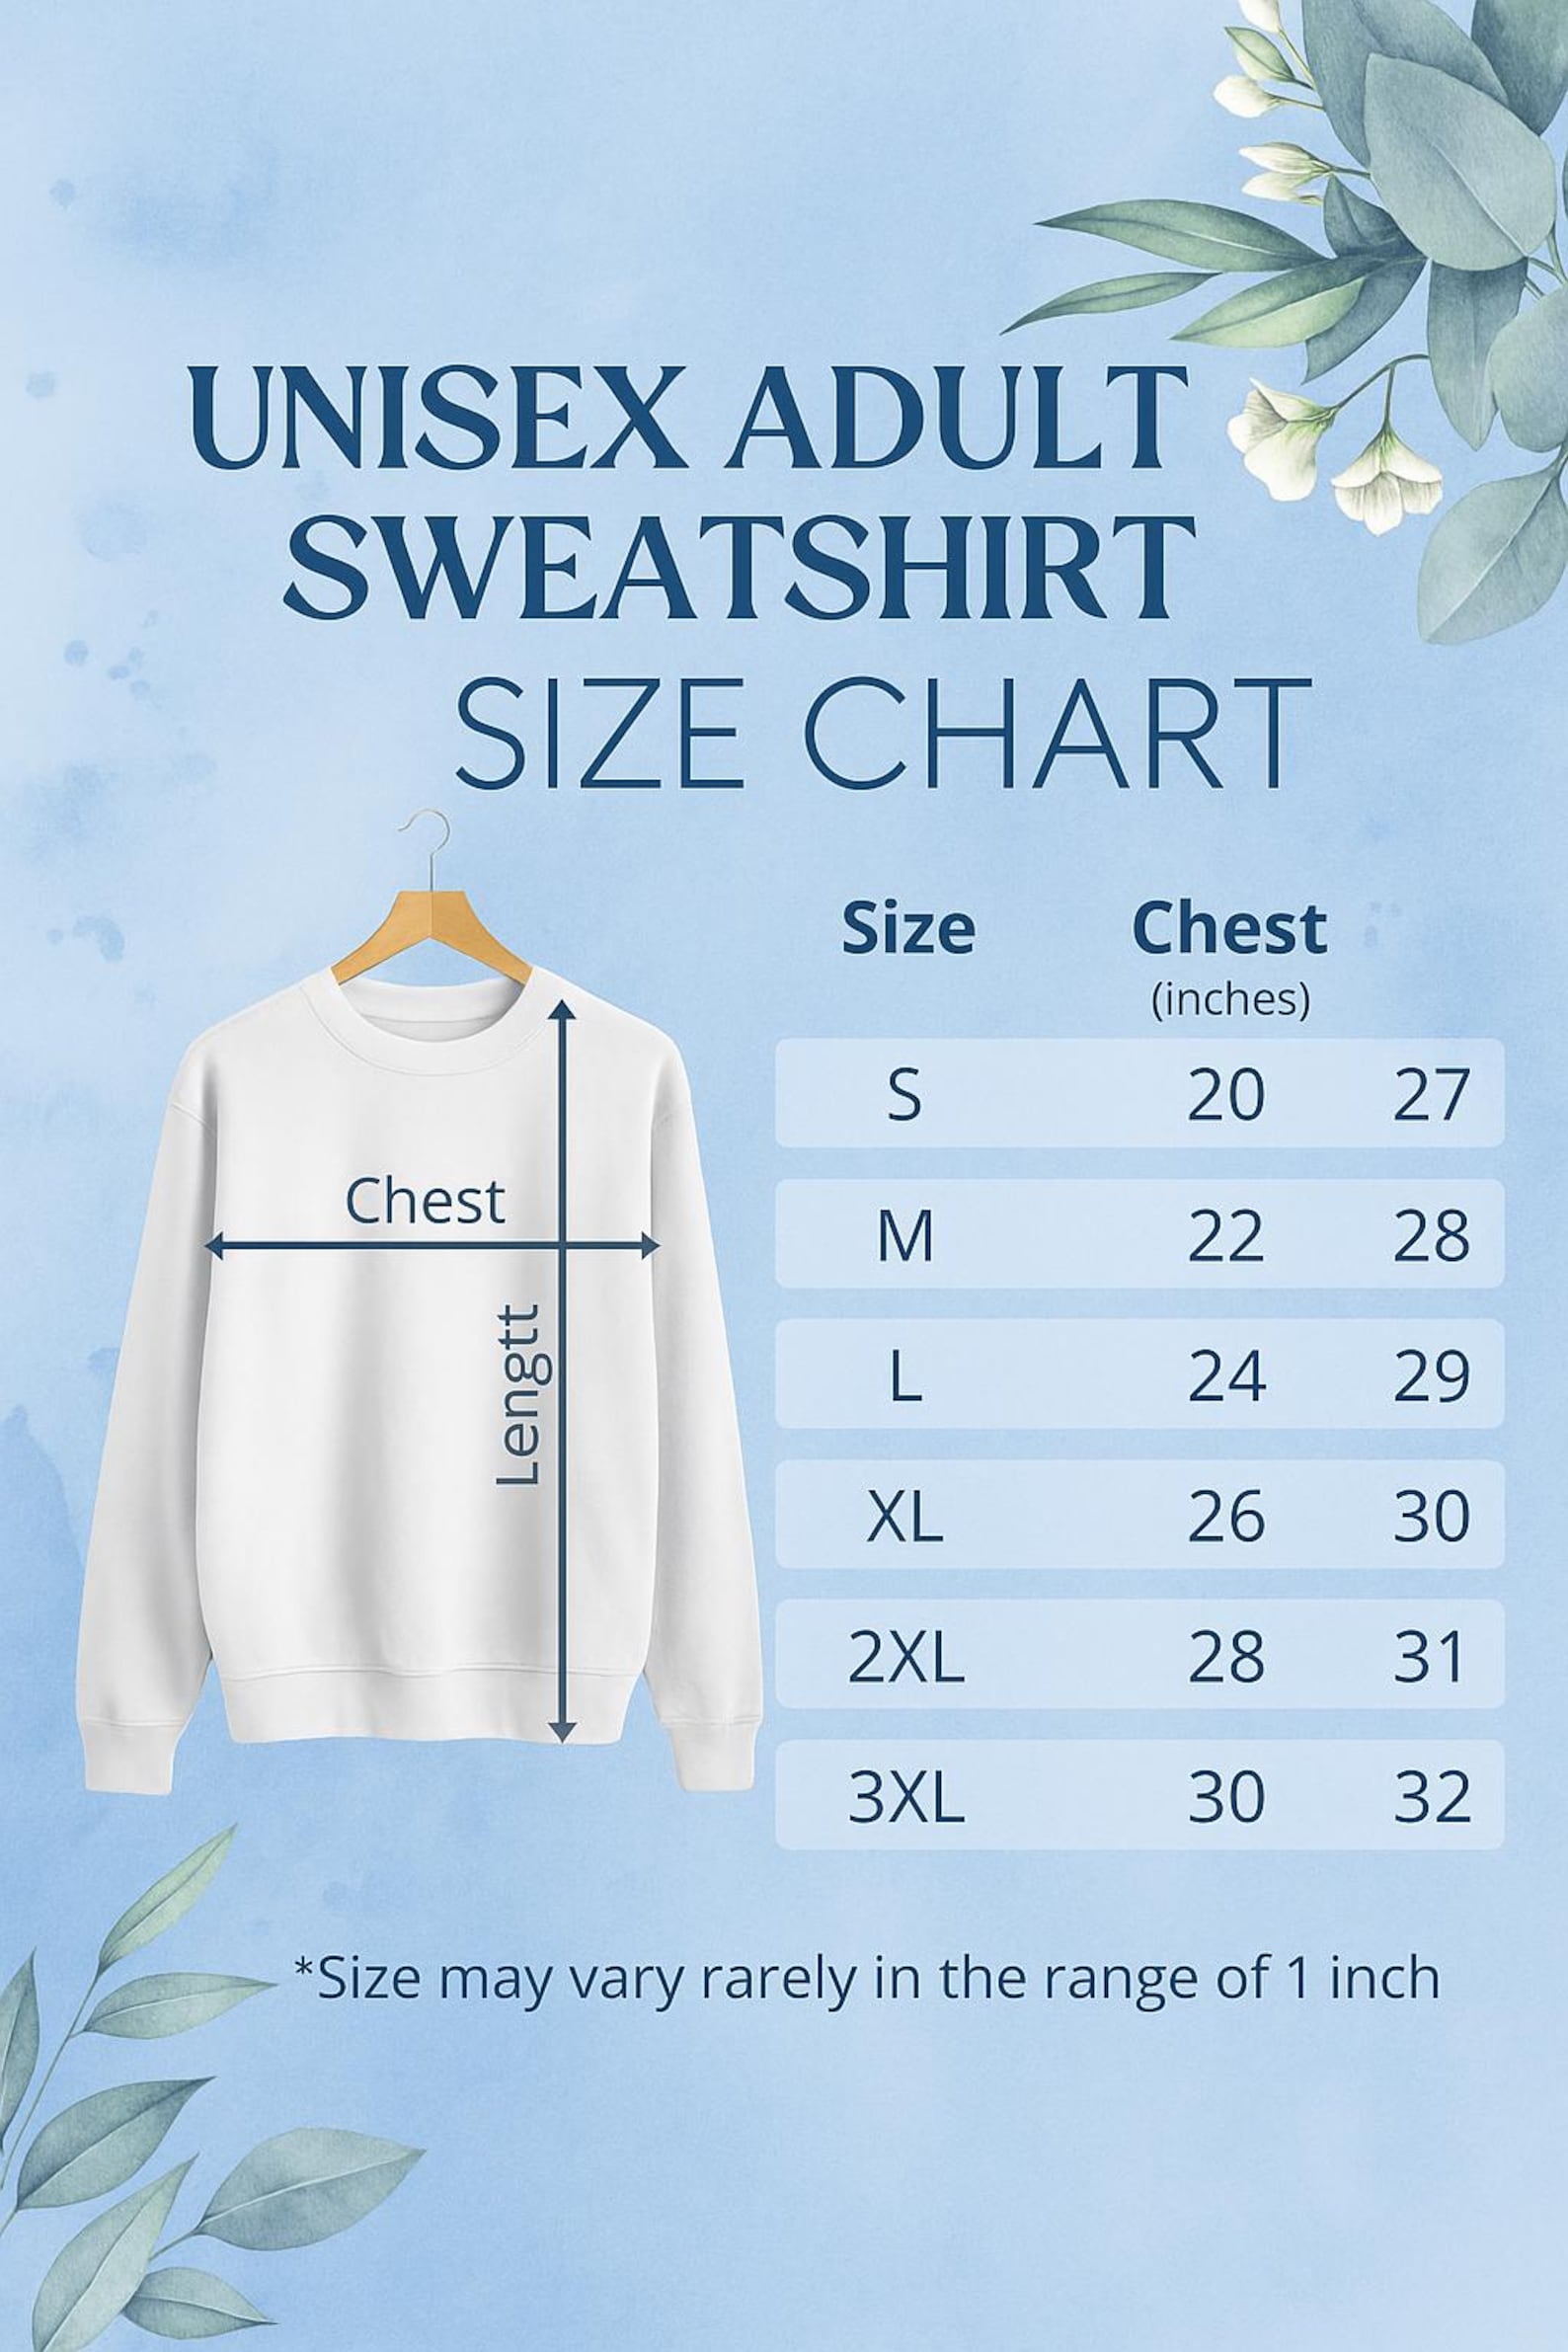 UNISEX ADULT
SWEATSHIRT
SIZE CHART
Size Chest
(inches)
S 20 27
M 22 28
L 24 29
XL 26 30
2XL 28 31
3XL 30 32
Chest
Lengtt
*Size may vary rarely in the range of 1 inch